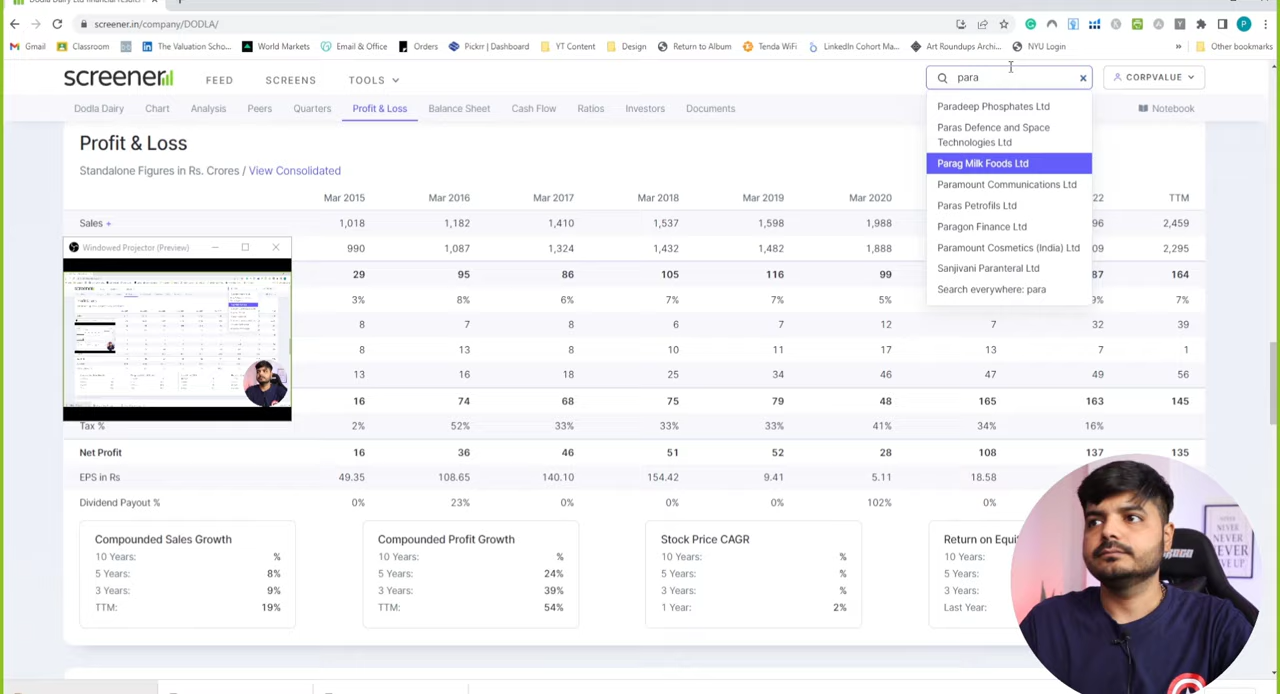 Dodla Dairy Ltd financial results
screener.in/company/DODLA/
Gmail Classroom The Valuation Scho... World Markets Email & Office Orders Pickrr | Dashboard YT Content Design Return to Album Tenda WiFi LinkedIn Cohort Ma... Art Roundups Archi... NYU Login » Other bookmarks
screener FEED SCREENS TOOLS para CORPVALUE
Dodla Dairy Chart Analysis Peers Quarters Profit & Loss Balance Sheet Cash Flow Ratios Investors Documents Notebook
Paradeep Phosphates Ltd
Paras Defence and Space
Technologies Ltd
Parag Milk Foods Ltd
Paramount Communications Ltd
Paras Petrofils Ltd
Paragon Finance Ltd
Paramount Cosmetics (India) Ltd
Sanjivani Paranteral Ltd
Search everywhere: para
Profit & Loss
Standalone Figures in Rs. Crores / View Consolidated
Mar 2015 Mar 2016 Mar 2017 Mar 2018 Mar 2019 Mar 2020 22 TTM
Sales + 1,018 1,182 1,410 1,537 1,598 1,988 96 2,459
Windowed Projector (Preview)
990 1,087 1,324 1,432 1,482 1,888 09 2,295
29 95 86 105 116 99 87 164
3% 8% 6% 7% 7% 5% 9% 7%
8 7 8 6 7 12 7 32 39
8 13 8 10 11 17 13 7 1
13 16 18 25 34 46 47 49 56
16 74 68 75 79 48 165 163 145
Tax % 2% 52% 33% 33% 33% 41% 34% 16%
Net Profit 16 36 46 51 52 28 108 137 135
EPS in Rs 49.35 108.65 140.10 154.42 9.41 5.11 18.58
Dividend Payout % 0% 23% 0% 0% 0% 102% 0%
Compounded Sales Growth
10 Years: %
5 Years: 8%
3 Years: 9%
TTM: 19%
Compounded Profit Growth
10 Years: %
5 Years: 24%
3 Years: 39%
TTM: 54%
Stock Price CAGR
10 Years: %
5 Years: %
3 Years: %
1 Year: 2%
Return on Equi
10 Years:
5 Years:
3 Years:
Last Year:
NEVER
NEVER
NEVER